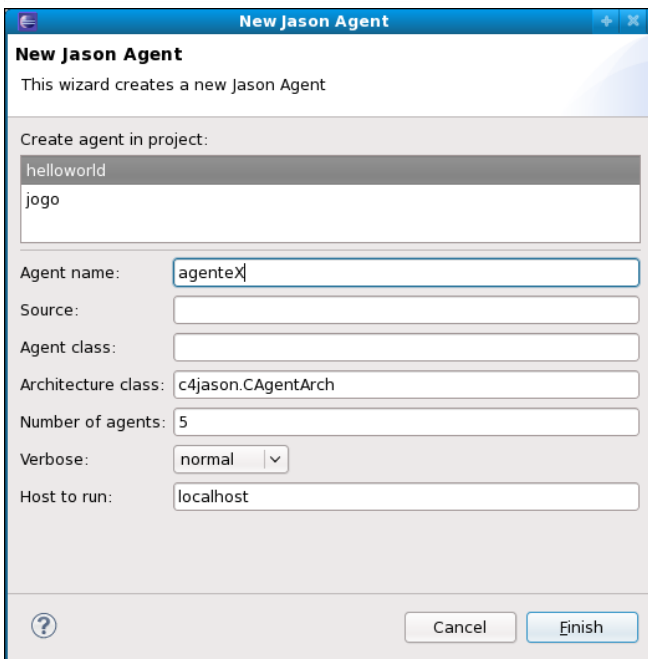 New Jason Agent
New Jason Agent
This wizard creates a new Jason Agent
Create agent in project:
helloworld
jogo
Agent name: agenteX
Source:
Agent class:
Architecture class: c4jason.CAgentArch
Number of agents: 5
Verbose: normal
Host to run: localhost
? Cancel Finish